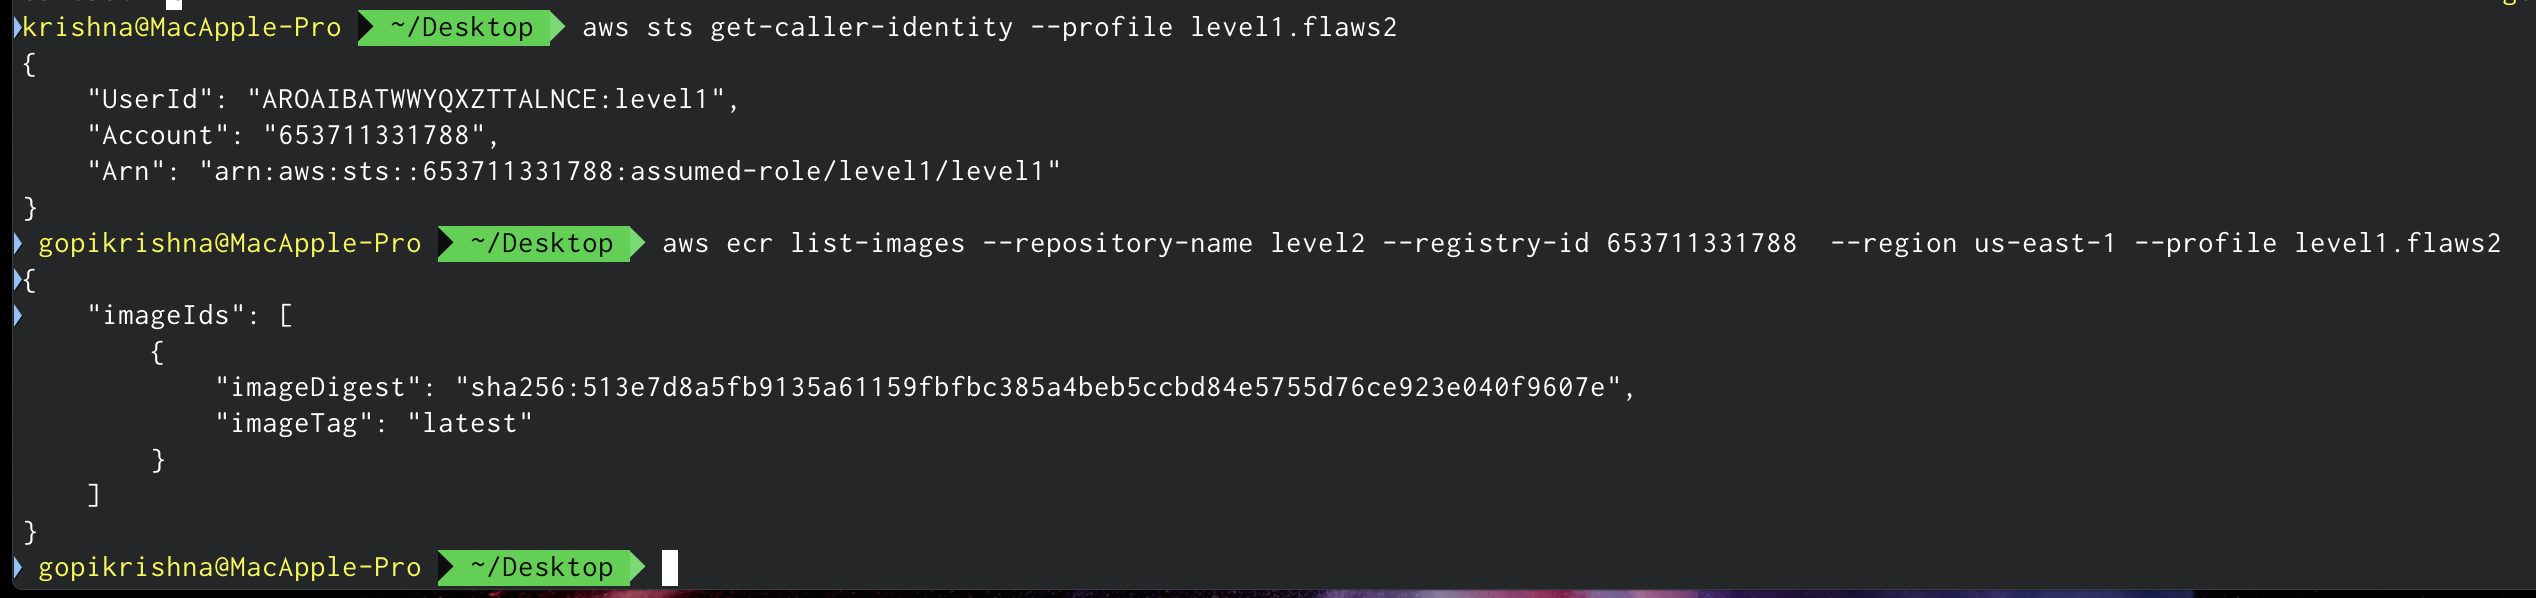 krishna@MacApple-Pro ~/Desktop aws sts get-caller-identity --profile level1.flaws2
{
    "UserId": "AROAIBATWWYQXZTTALNCE:level1",
    "Account": "653711331788",
    "Arn": "arn:aws:sts::653711331788:assumed-role/level1/level1"
}
gopikrishna@MacApple-Pro ~/Desktop aws ecr list-images --repository-name level2 --registry-id 653711331788  --region us-east-1 --profile level1.flaws2
{
    "imageIds": [
        {
            "imageDigest": "sha256:513e7d8a5fb9135a61159fbfbc385a4beb5ccbd84e5755d76ce923e040f9607e",
            "imageTag": "latest"
        }
    ]
}
gopikrishna@MacApple-Pro ~/Desktop